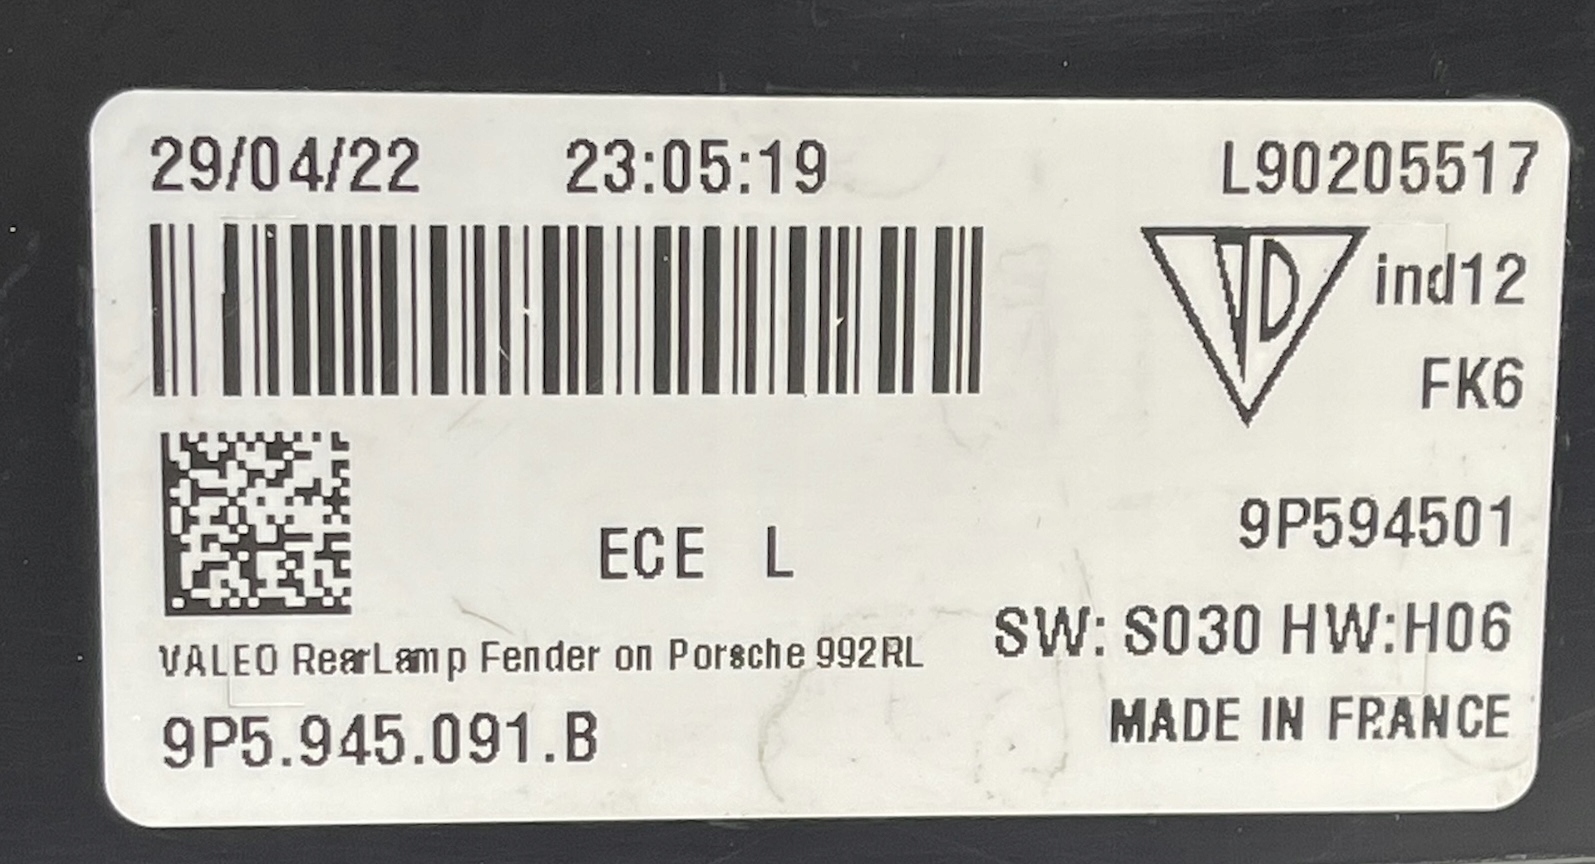 29/04/22 23:05:19 L90205517
VD ind12
FK6
9P594501
ECE L
SW: S030 HW:H06
VALEO RearLamp Fender on Porsche 992RL
MADE IN FRANCE
9P5.945.091.B